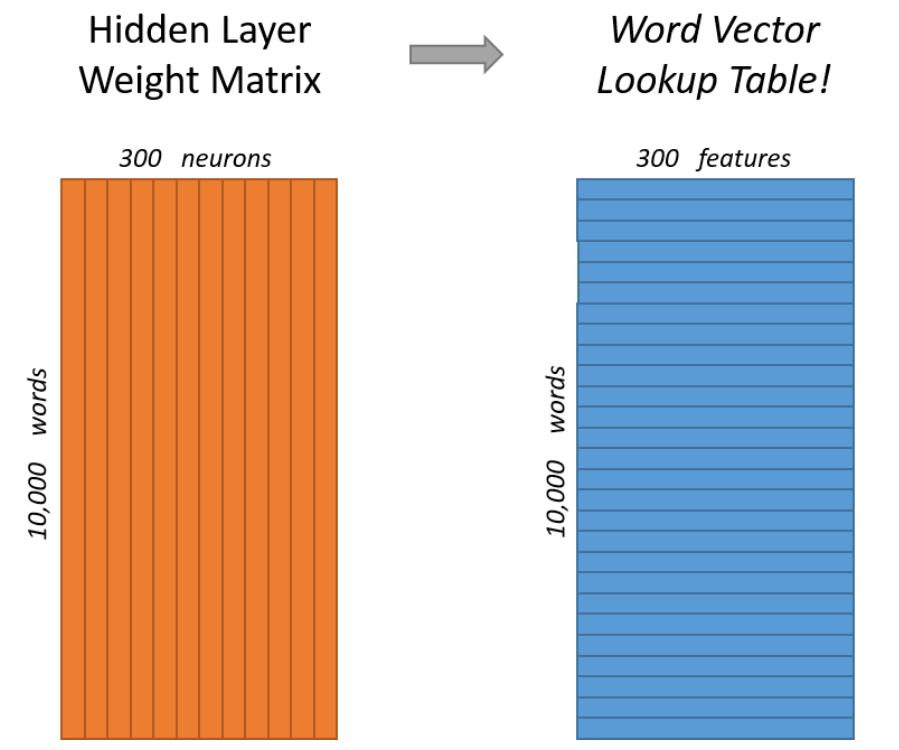 Hidden Layer
Weight Matrix
Word Vector
Lookup Table!
300 neurons
10,000 words
300 features
10,000 words